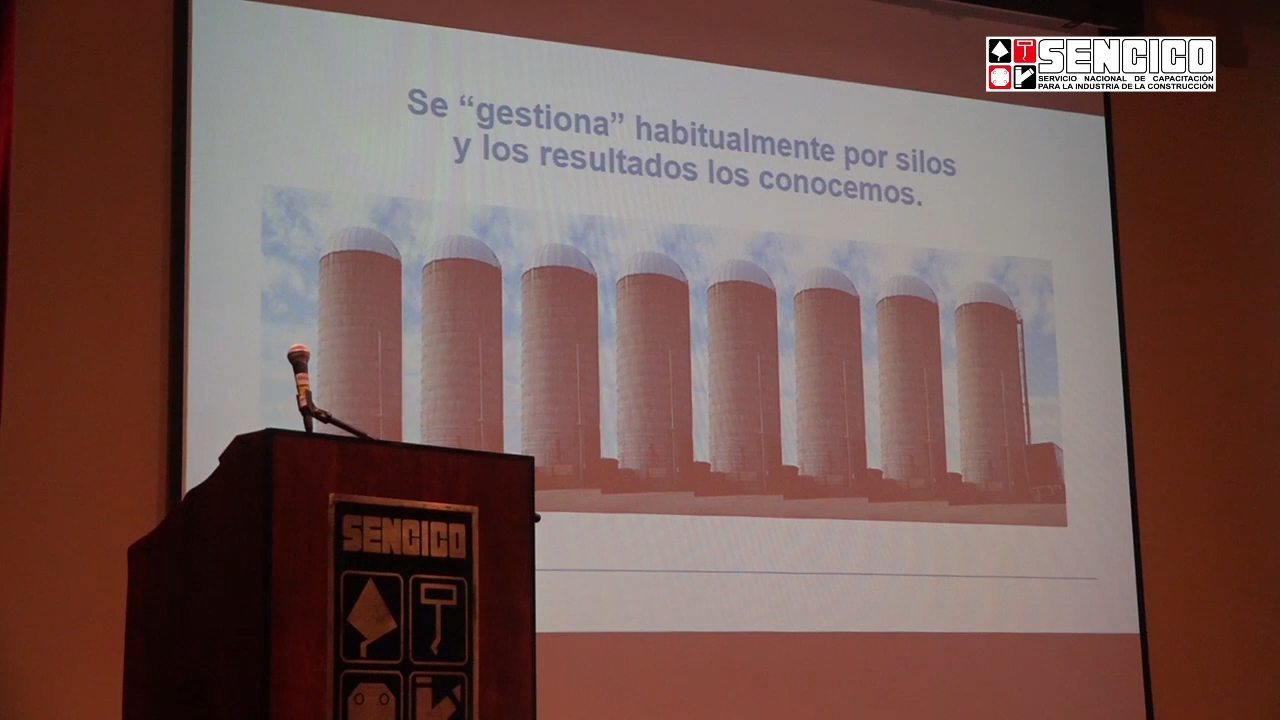 SENCICO
SERVICIO NACIONAL DE CAPACITACIÓN
PARA LA INDUSTRIA DE LA CONSTRUCCIÓN
Se “gestiona” habitualmente por silos
y los resultados los conocemos.
SENCICO